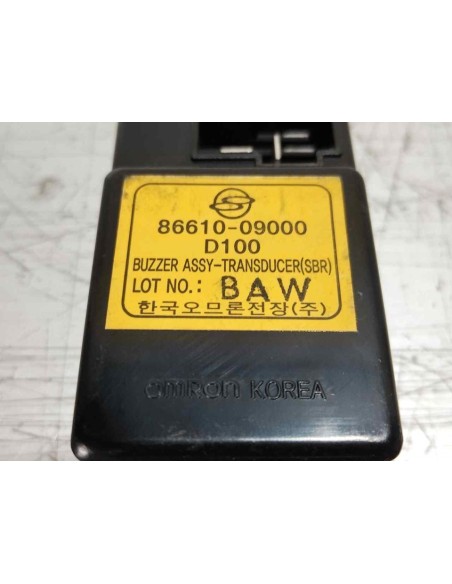 86610-09000
D100
BUZZER ASSY-TRANSDUCER(SBR)
LOT NO.: BAW
한국오므론전장(주)
omron KOREA